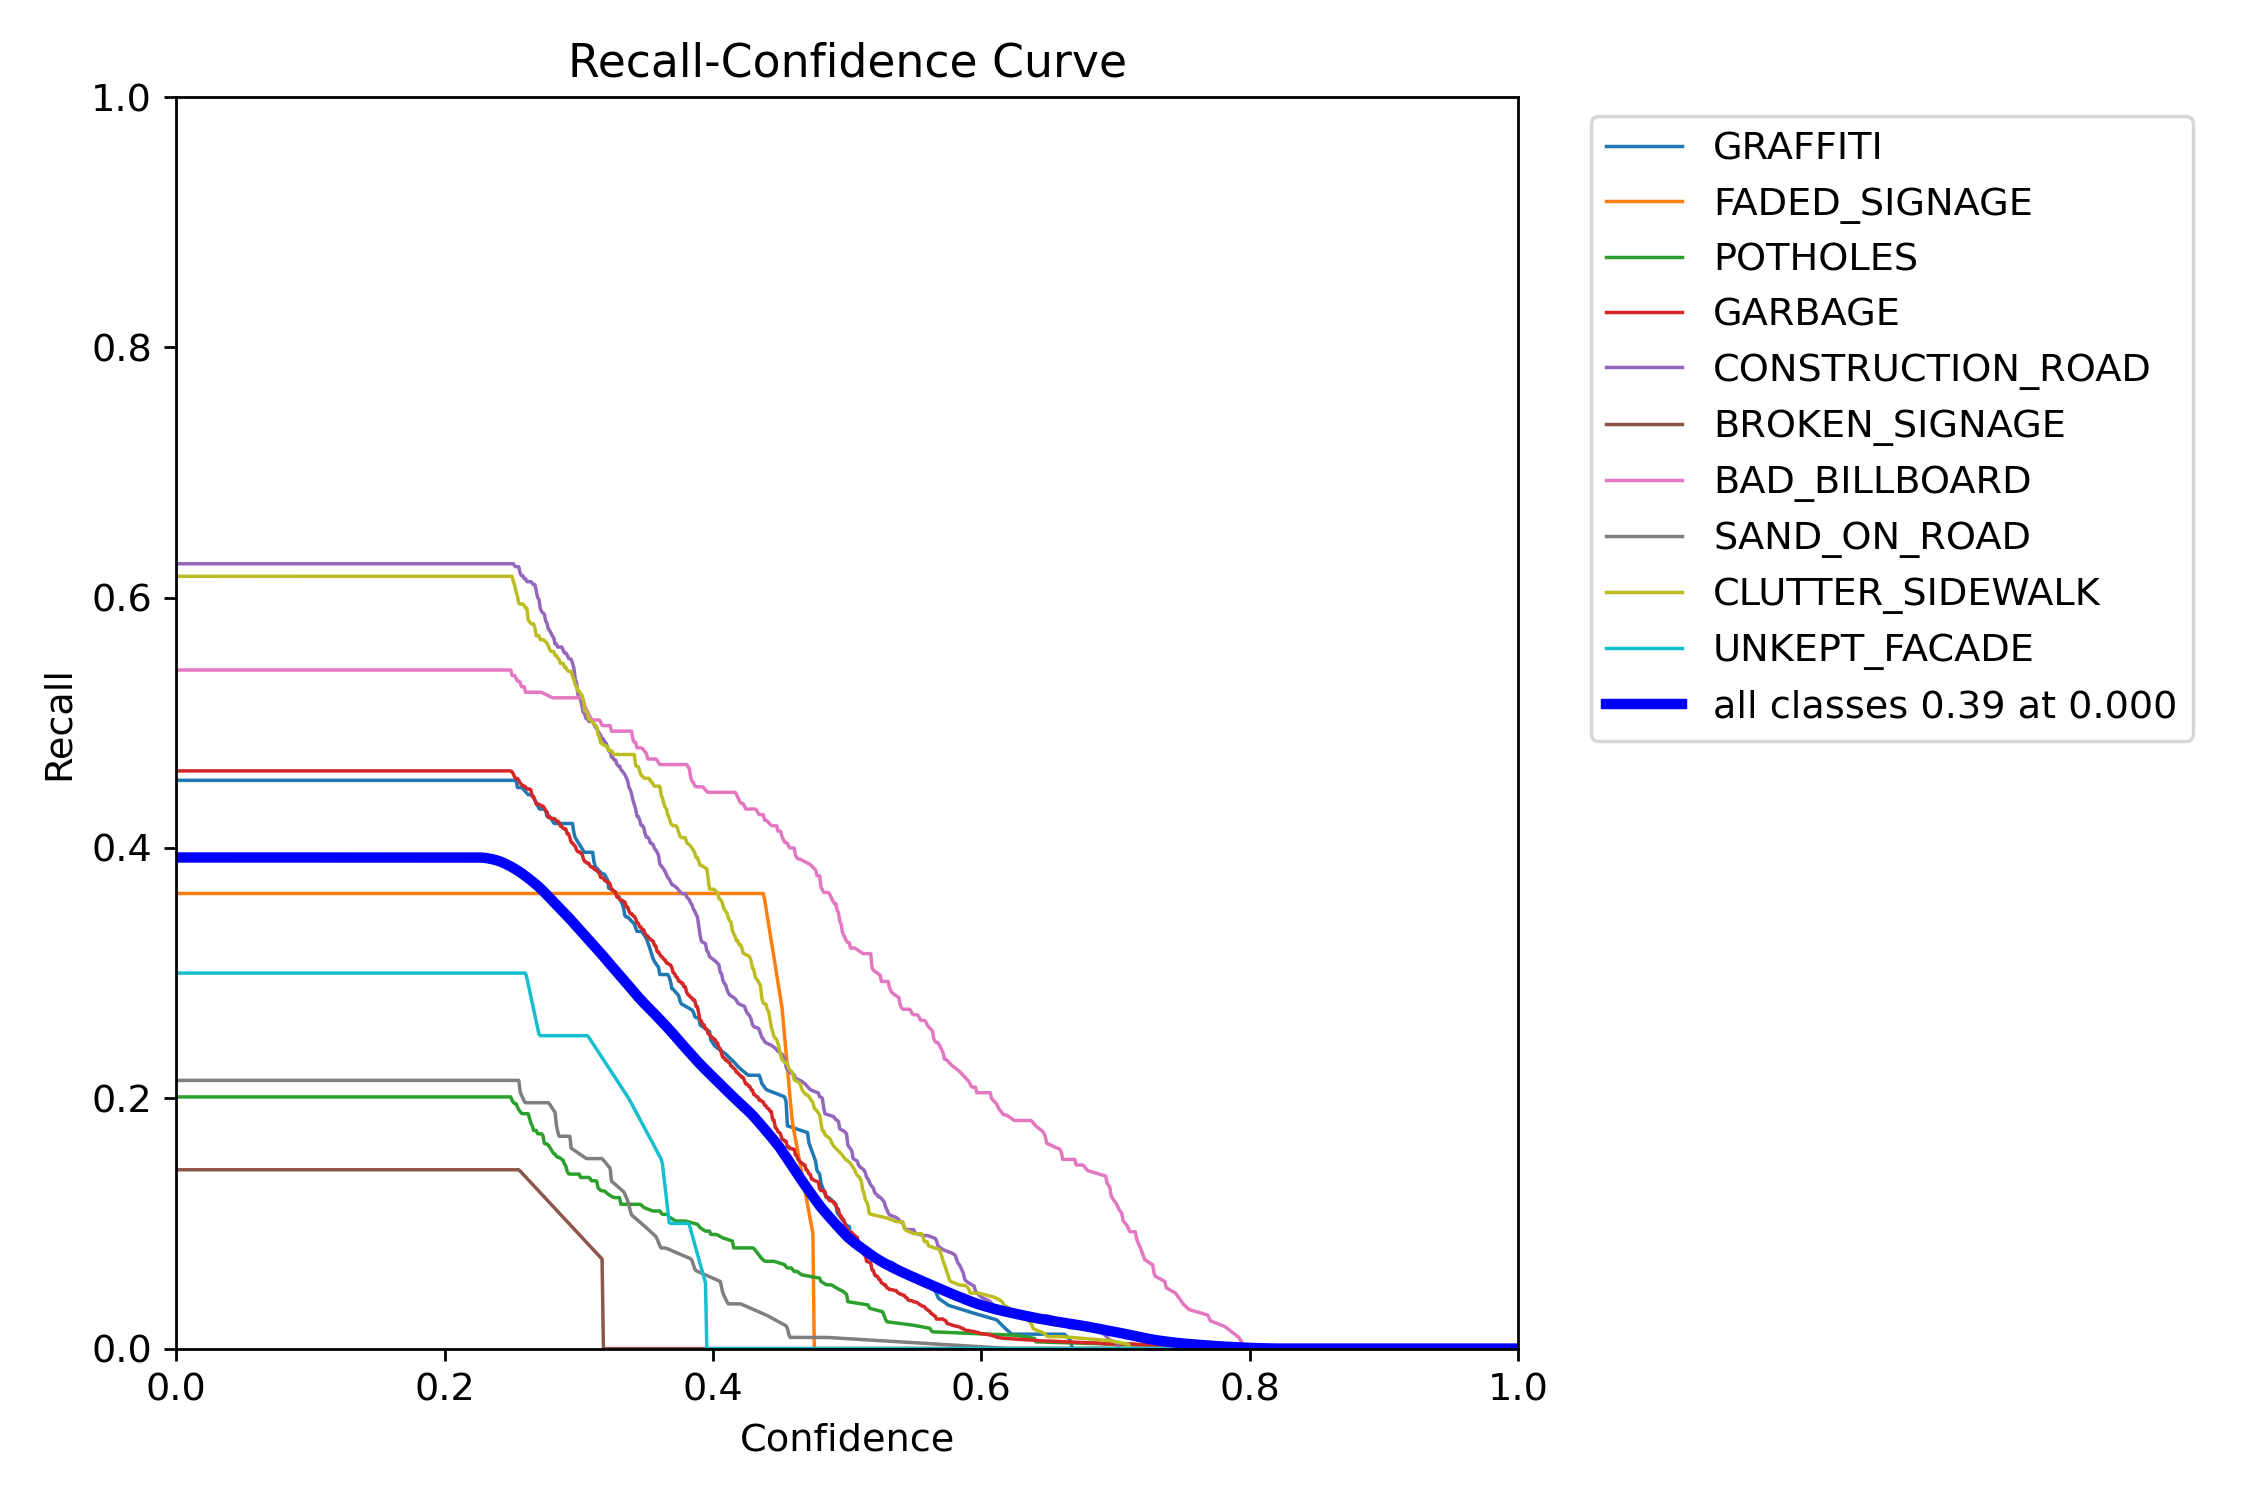 Recall-Confidence Curve
1.0
0.8
0.6
0.4
0.2
0.0
Recall
0.0 0.2 0.4 0.6 0.8 1.0
Confidence
GRAFFITI
FADED_SIGNAGE
POTHOLES
GARBAGE
CONSTRUCTION_ROAD
BROKEN_SIGNAGE
BAD_BILLBOARD
SAND_ON_ROAD
CLUTTER_SIDEWALK
UNKEPT_FACADE
all classes 0.39 at 0.000